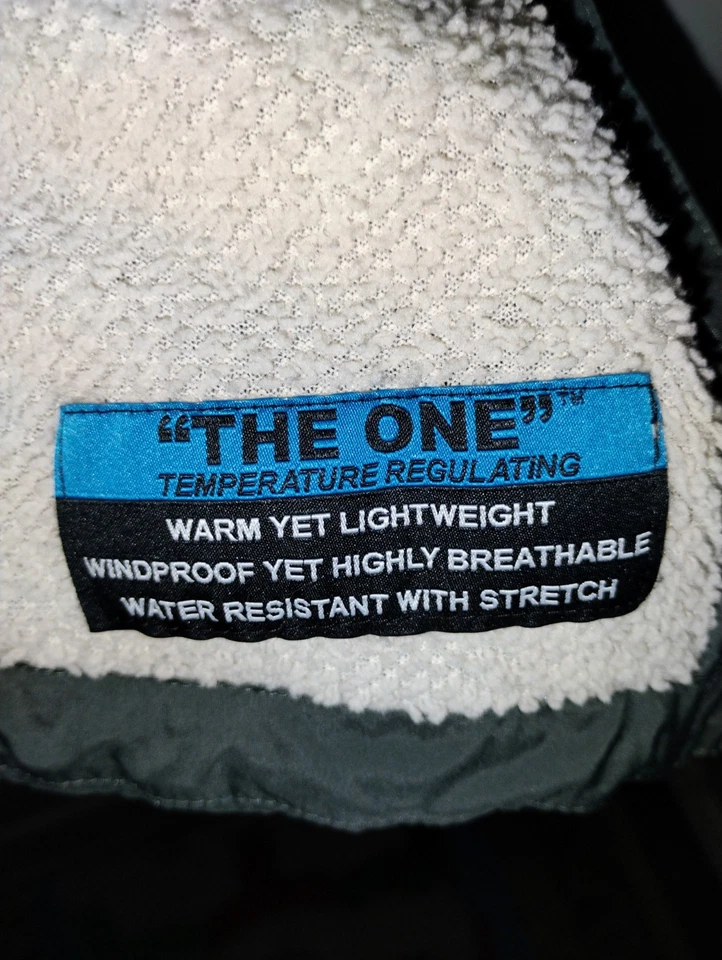 “THE ONE”™
TEMPERATURE REGULATING
WARM YET LIGHTWEIGHT
WINDPROOF YET HIGHLY BREATHABLE
WATER RESISTANT WITH STRETCH